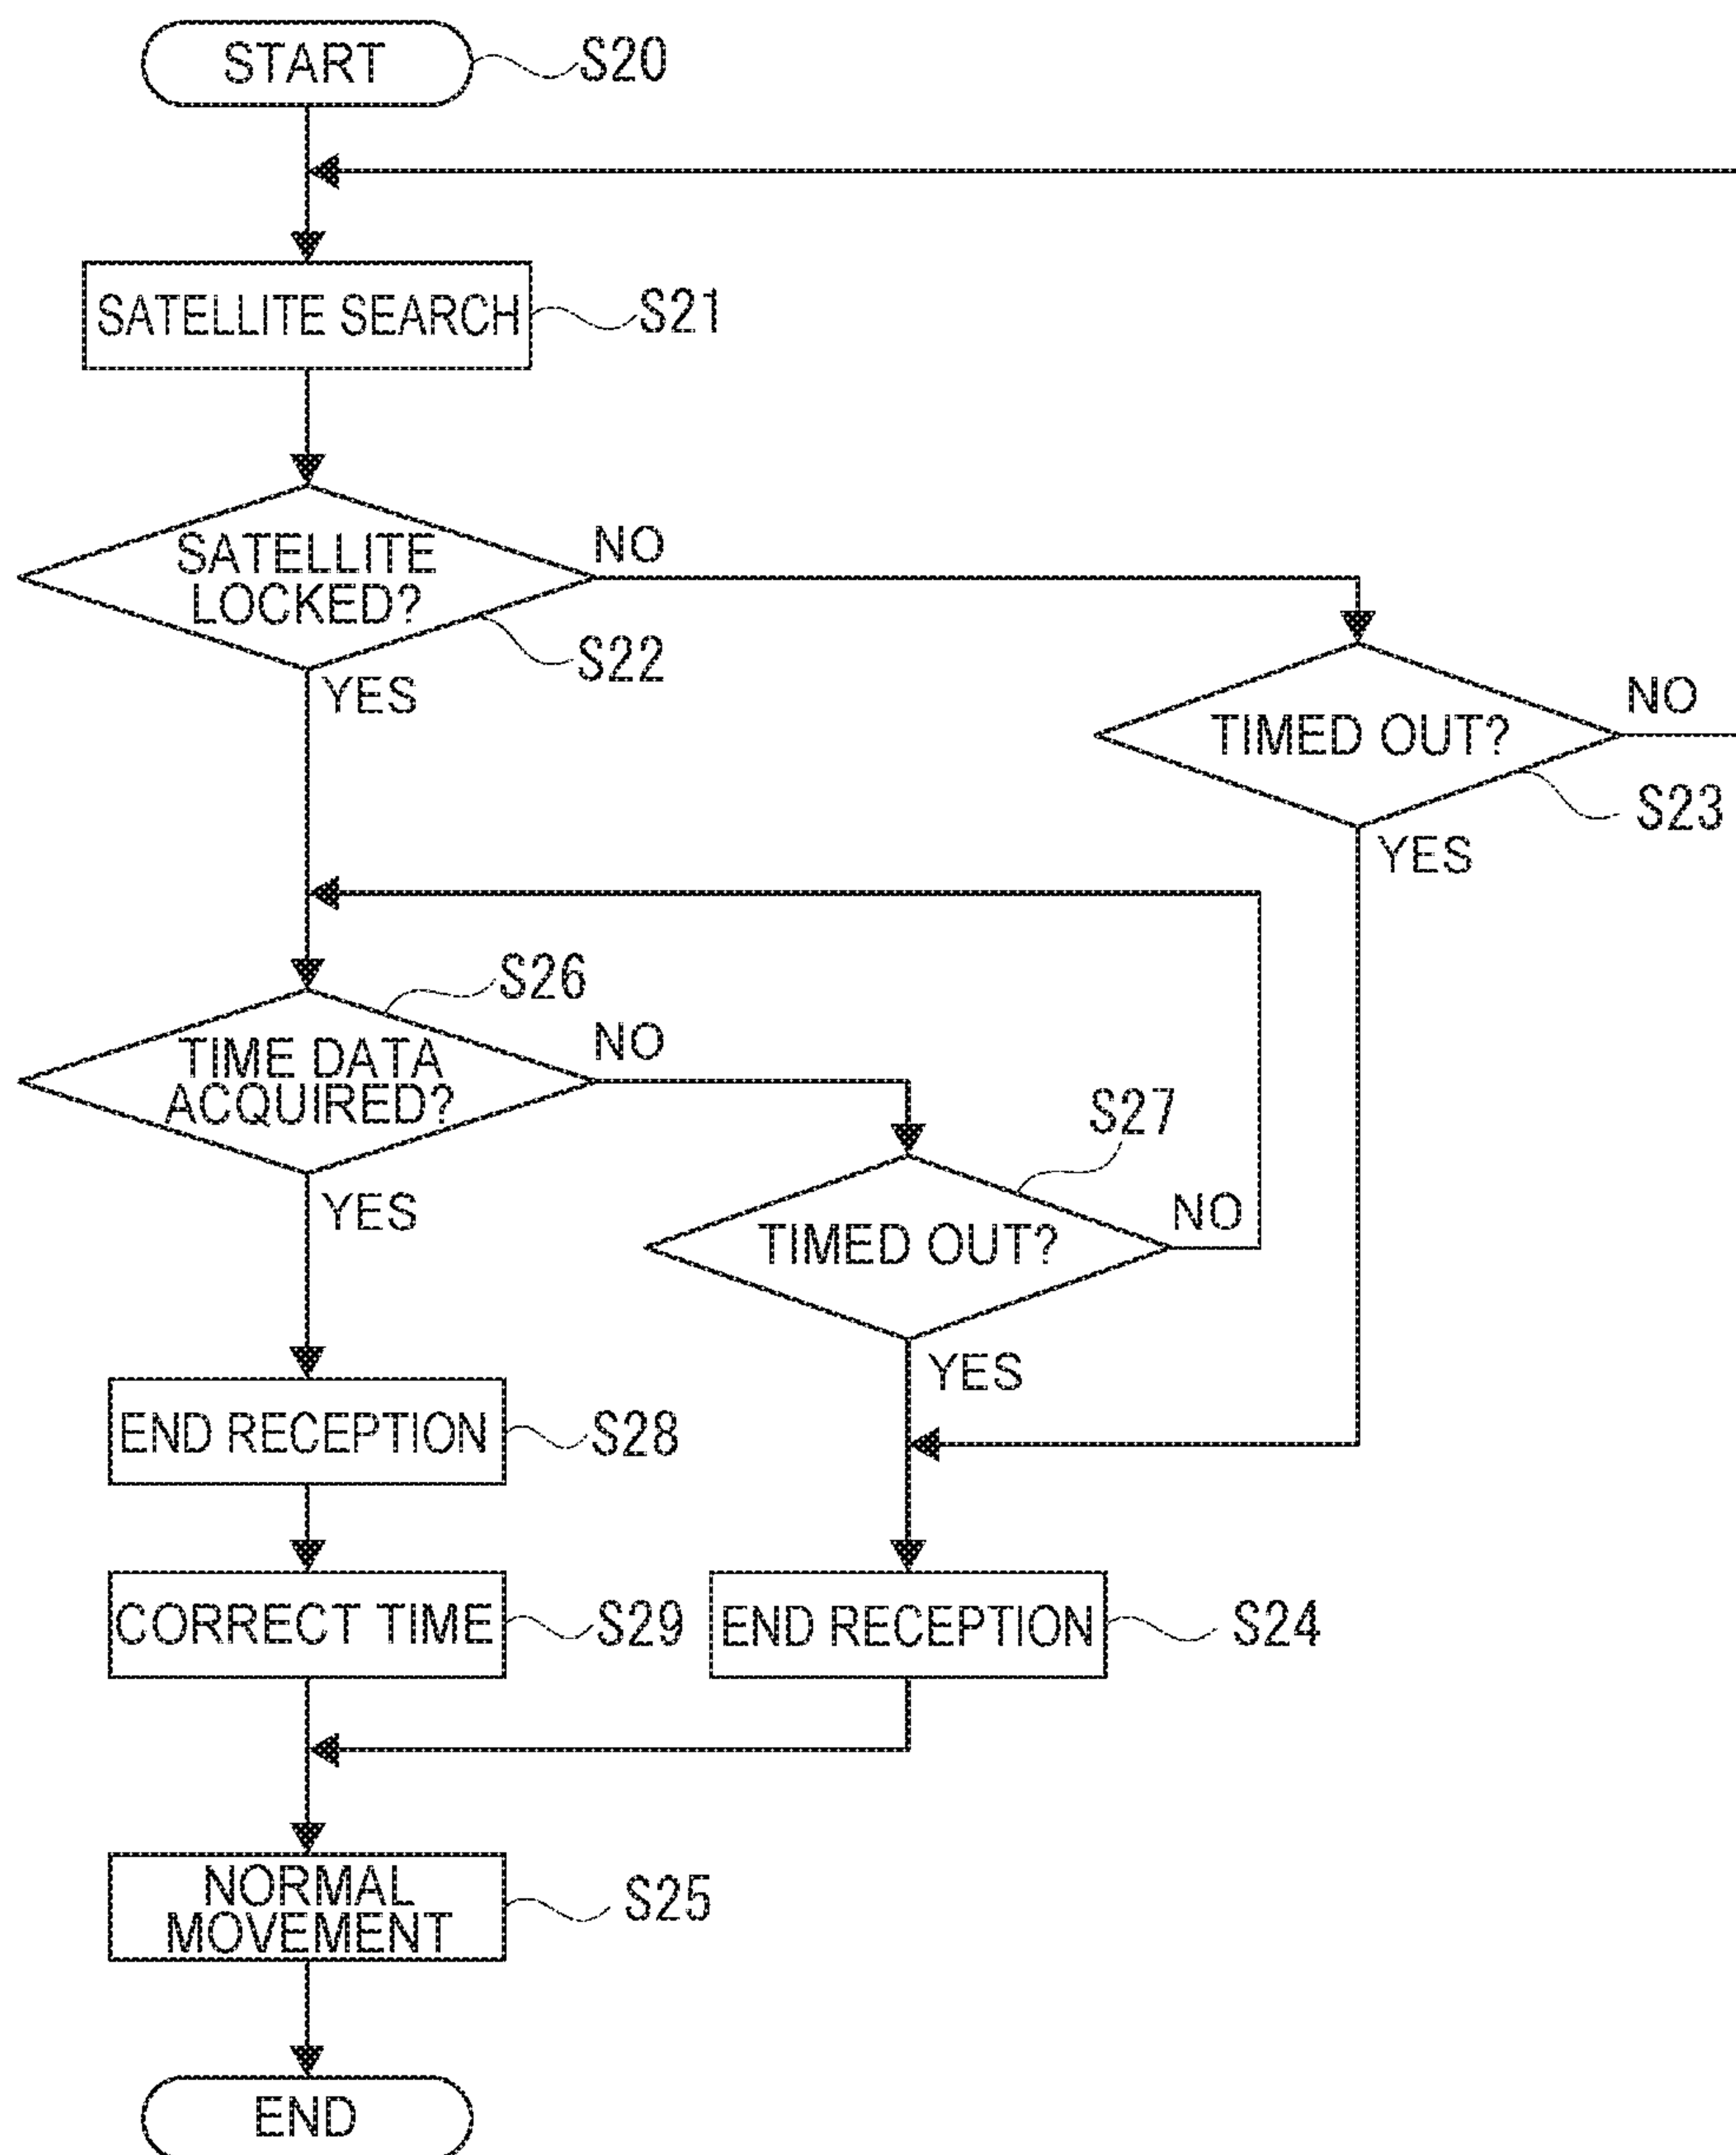 START
S20
SATELLITE SEARCH
S21
SATELLITE
LOCKED?
NO
S22
YES
TIMED OUT?
NO
S23
YES
S26
TIME DATA
ACQUIRED?
NO
YES
S27
TIMED OUT?
NO
YES
END RECEPTION
S28
CORRECT TIME
S29
END RECEPTION
S24
NORMAL
MOVEMENT
S25
END